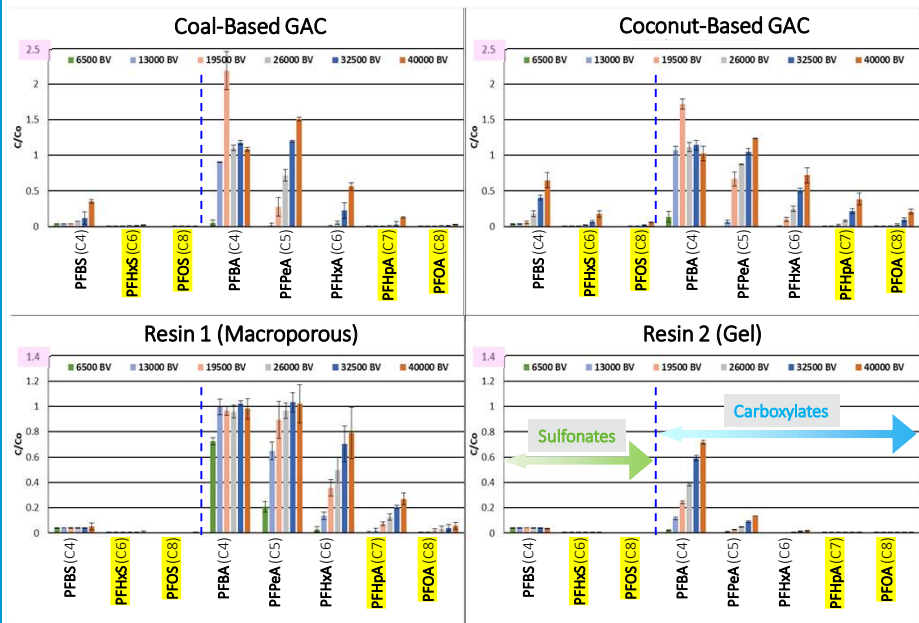 Coal-Based GAC
2.5
6500 BV 13000 BV 19500 BV 26000 BV 32500 BV 40000 BV
2
1.5
1
0.5
0
C/Co
PFBS (C4)
PFHxS (C6)
PFOS (C8)
PFBA (C4)
PFPeA (C5)
PFHxA (C6)
PFHpA (C7)
PFOA (C8)
Coconut-Based GAC
2.5
6500 BV 13000 BV 19500 BV 26000 BV 32500 BV 40000 BV
2
1.5
1
0.5
0
C/Co
PFBS (C4)
PFHxS (C6)
PFOS (C8)
PFBA (C4)
PFPeA (C5)
PFHxA (C6)
PFHpA (C7)
PFOA (C8)
Resin 1 (Macroporous)
1.4
6500 BV 13000 BV 19500 BV 26000 BV 32500 BV 40000 BV
1.2
1
0.8
0.6
0.4
0.2
0
C/Co
PFBS (C4)
PFHxS (C6)
PFOS (C8)
PFBA (C4)
PFPeA (C5)
PFHxA (C6)
PFHpA (C7)
PFOA (C8)
Resin 2 (Gel)
1.4
6500 BV 13000 BV 19500 BV 26000 BV 32500 BV 40000 BV
1.2
1
0.8
0.6
0.4
0.2
0
C/Co
Sulfonates
Carboxylates
PFBS (C4)
PFHxS (C6)
PFOS (C8)
PFBA (C4)
PFPeA (C5)
PFHxA (C6)
PFHpA (C7)
PFOA (C8)